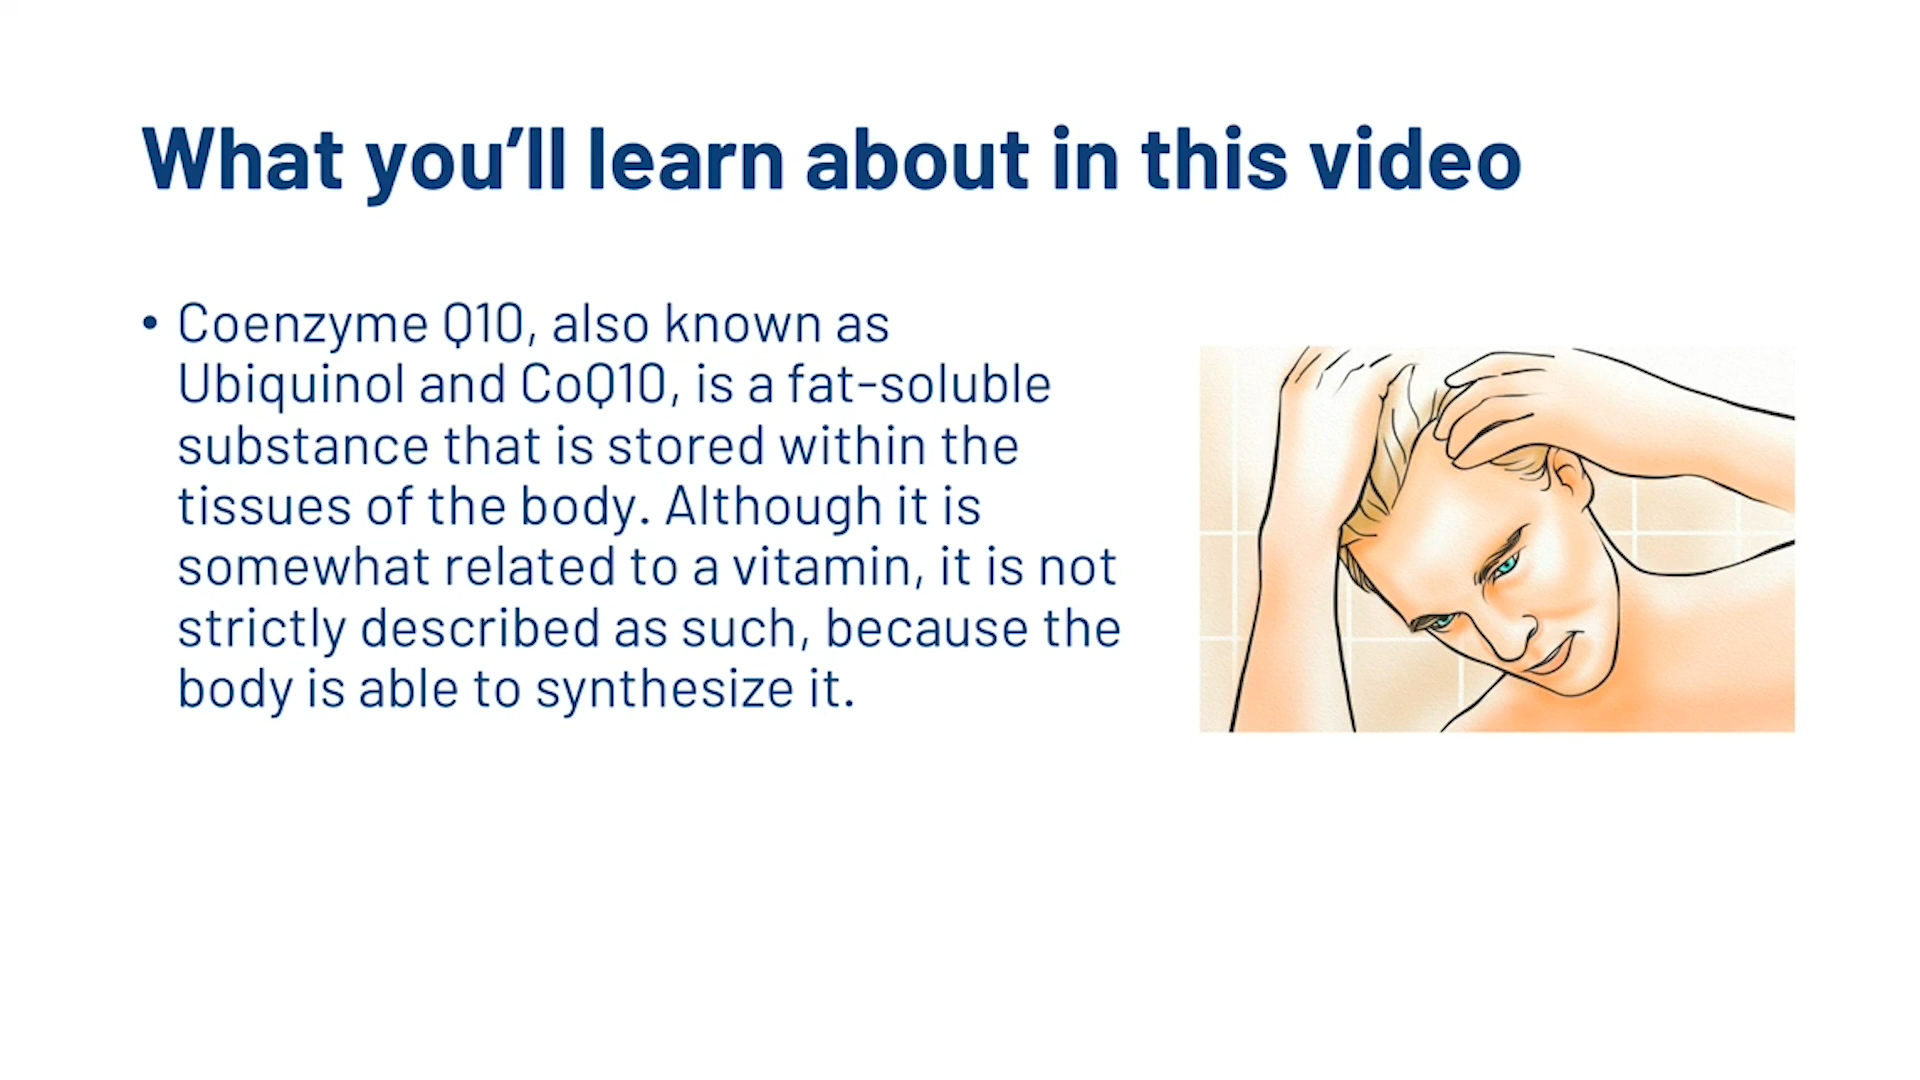 What you’ll learn about in this video
• Coenzyme Q10, also known as
Ubiquinol and CoQ10, is a fat-soluble
substance that is stored within the
tissues of the body. Although it is
somewhat related to a vitamin, it is not
strictly described as such, because the
body is able to synthesize it.